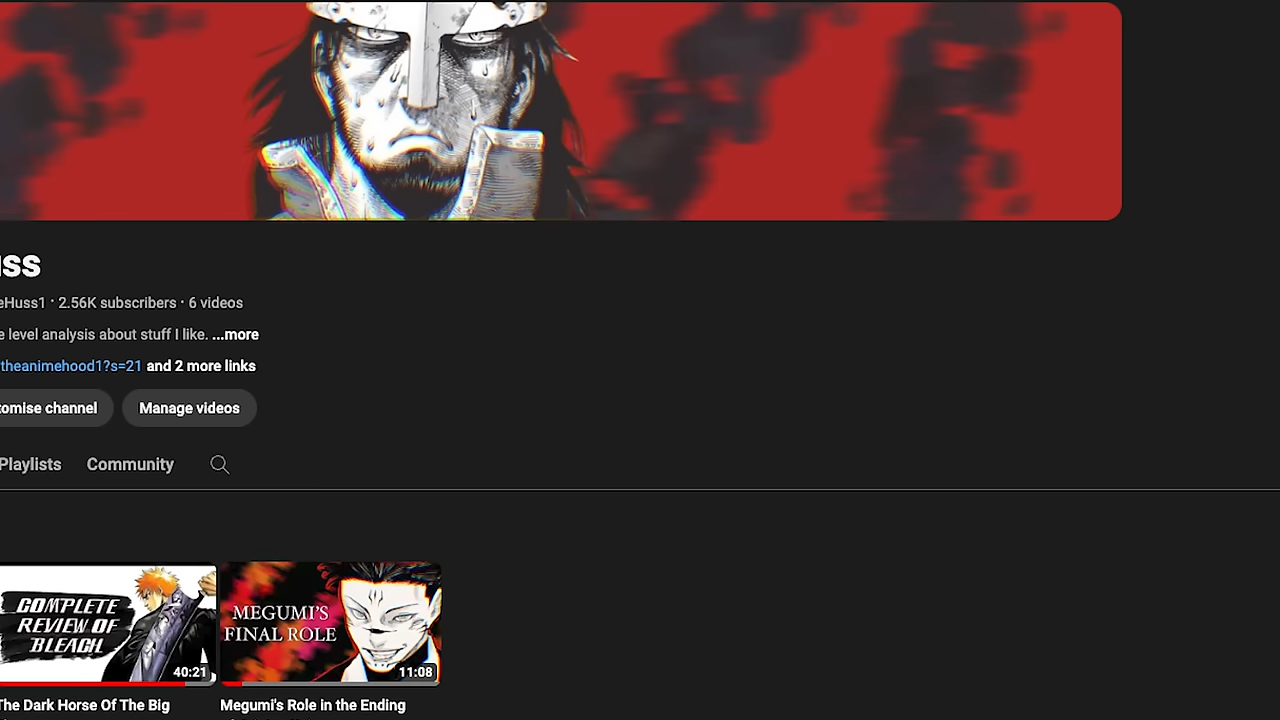 uss
eHuss1 · 2.56K subscribers · 6 videos
e level analysis about stuff I like. ...more
theanimehood1?s=21 and 2 more links
tomise channel
Manage videos
Playlists
Community
COMPLETE
REVIEW OF
BLEACH
40:21
MEGUMI'S
FINAL ROLE
11:08
The Dark Horse Of The Big
Megumi's Role in the Ending